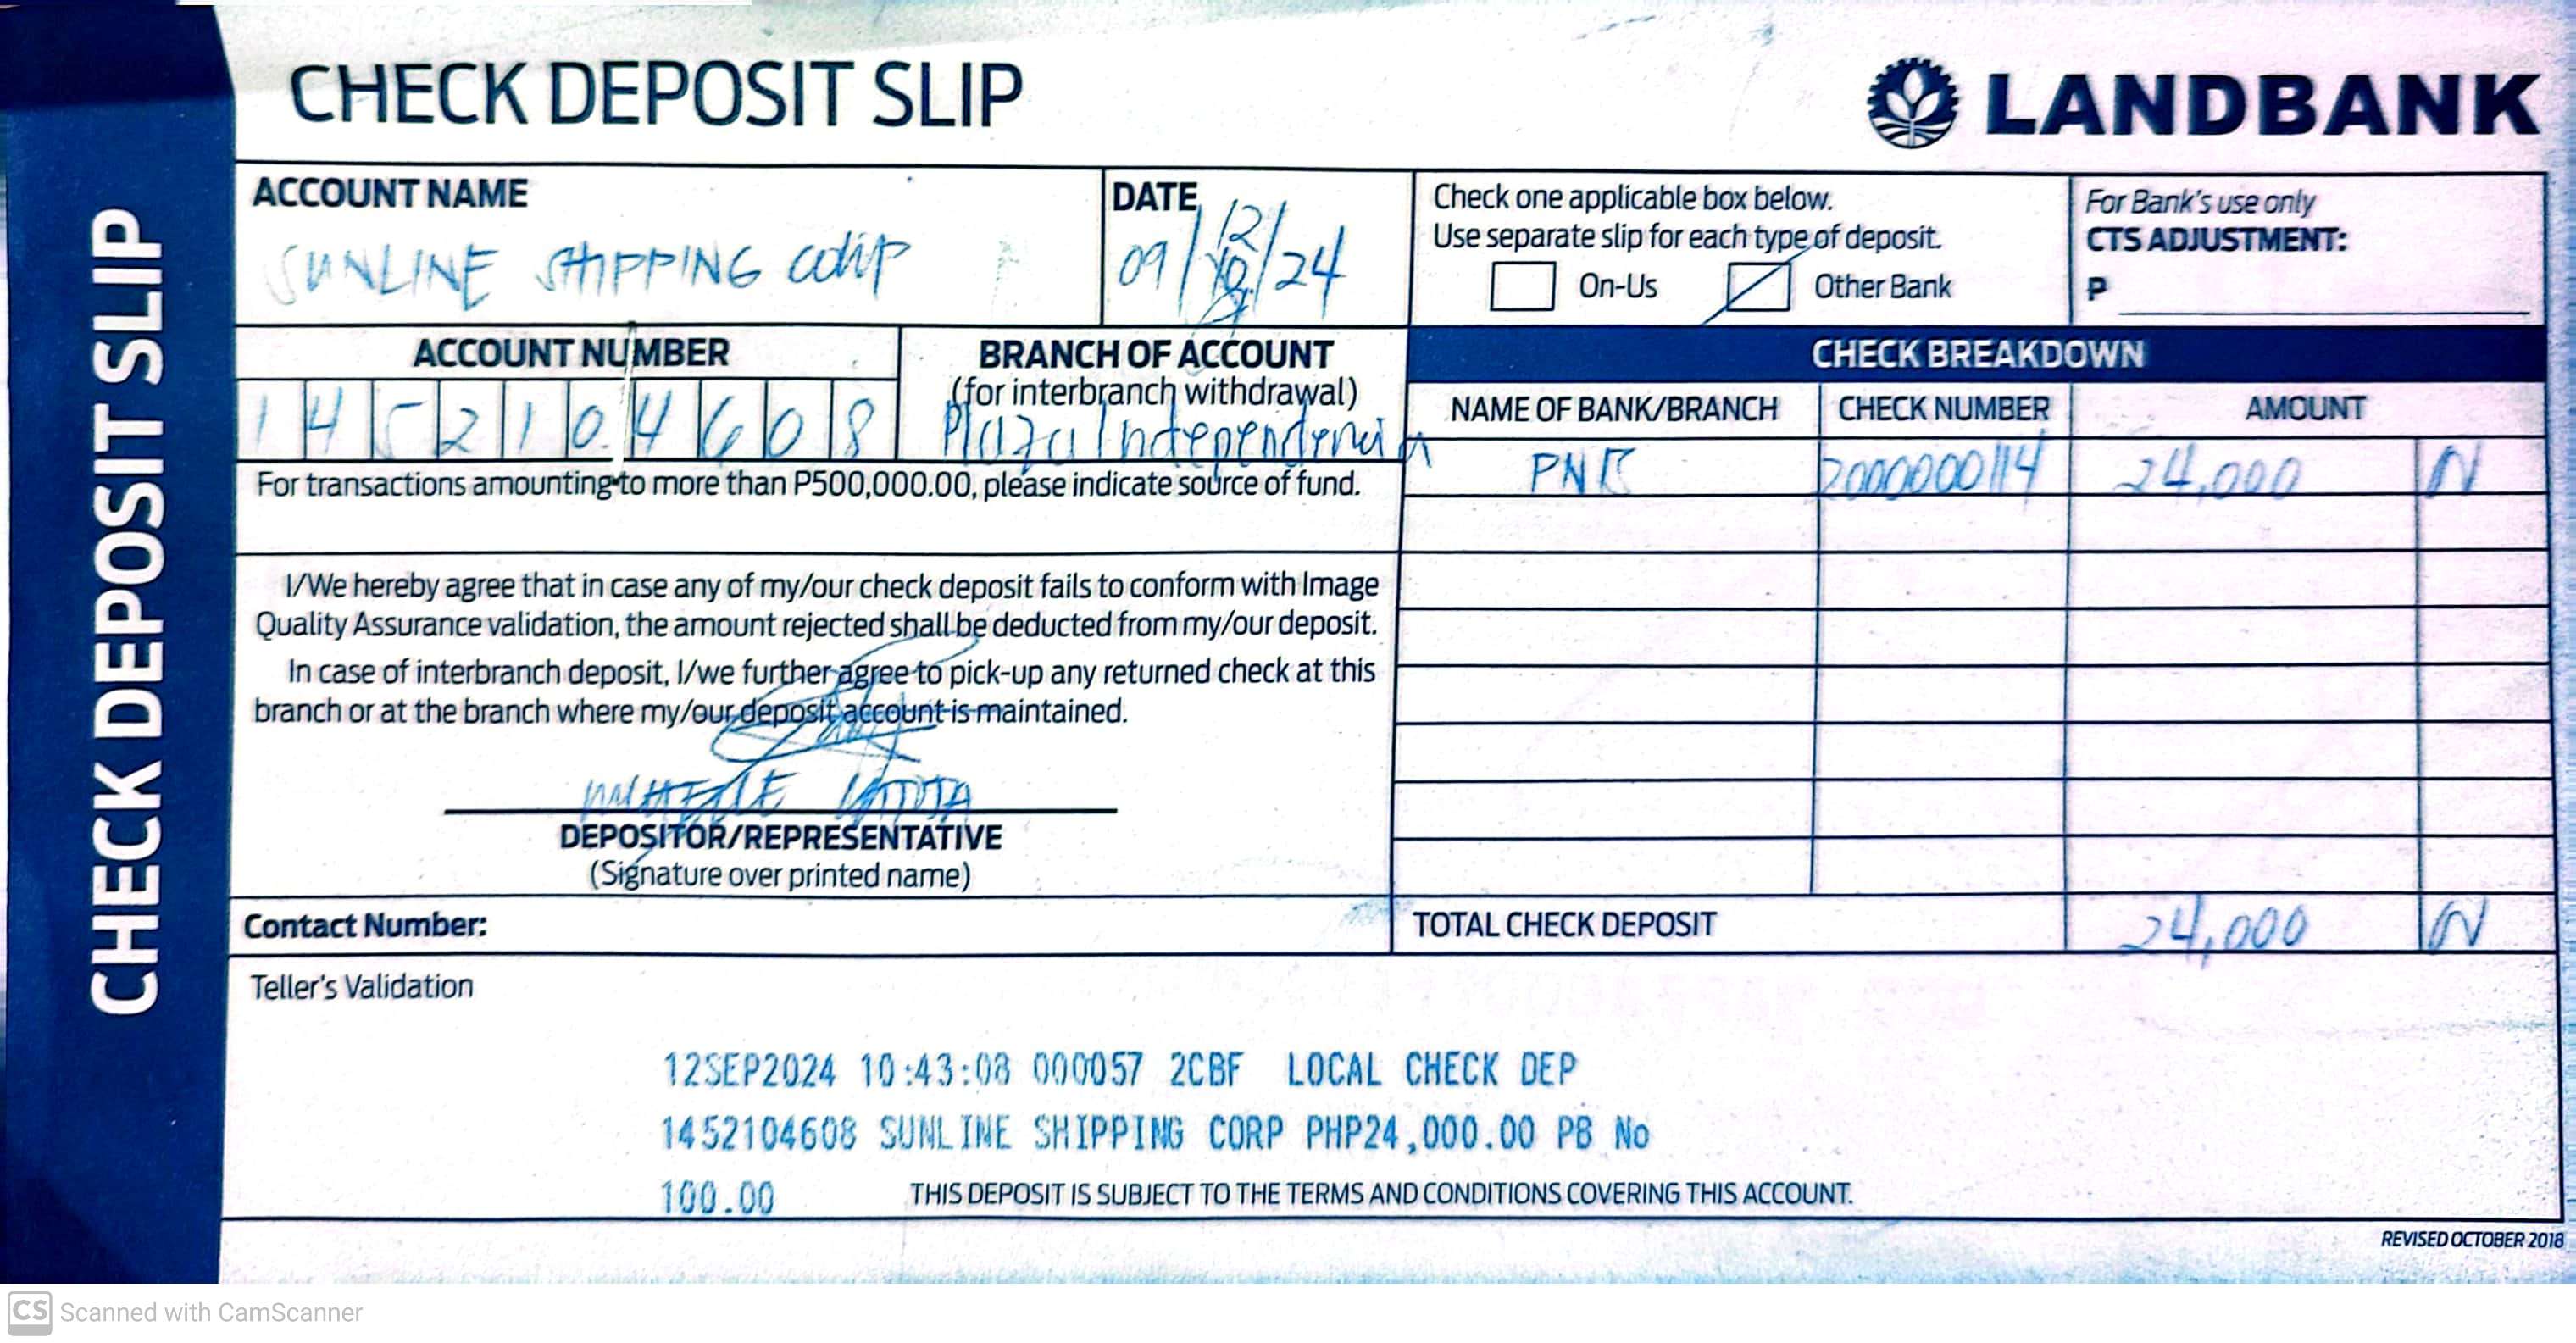 CHECK DEPOSIT SLIP
CHECK DEPOSIT SLIP
LANDBANK
ACCOUNT NAME
SUNLINE SHIPPING CORP
DATE
09/12/24
Check one applicable box below.
Use separate slip for each type of deposit.
On-Us
Other Bank
For Bank's use only
CTS ADJUSTMENT:
₱
ACCOUNT NUMBER
1452104608
BRANCH OF ACCOUNT
(for interbranch withdrawal)
Plaza Independencia
CHECK BREAKDOWN
NAME OF BANK/BRANCH CHECK NUMBER AMOUNT
PNB 2000000114 24,000
For transactions amounting to more than P500,000.00, please indicate source of fund.
I/We hereby agree that in case any of my/our check deposit fails to conform with Image
Quality Assurance validation, the amount rejected shall be deducted from my/our deposit.
In case of interbranch deposit, I/we further agree to pick-up any returned check at this
branch or at the branch where my/our deposit account is maintained.
DEPOSITOR/REPRESENTATIVE
(Signature over printed name)
Contact Number:
TOTAL CHECK DEPOSIT 24,000
Teller's Validation
12SEP2024 10:43:08 000057 2CBF LOCAL CHECK DEP
1452104608 SUNLINE SHIPPING CORP PHP24,000.00 PB No
100.00
THIS DEPOSIT IS SUBJECT TO THE TERMS AND CONDITIONS COVERING THIS ACCOUNT.
REVISED OCTOBER 2018
CS Scanned with CamScanner